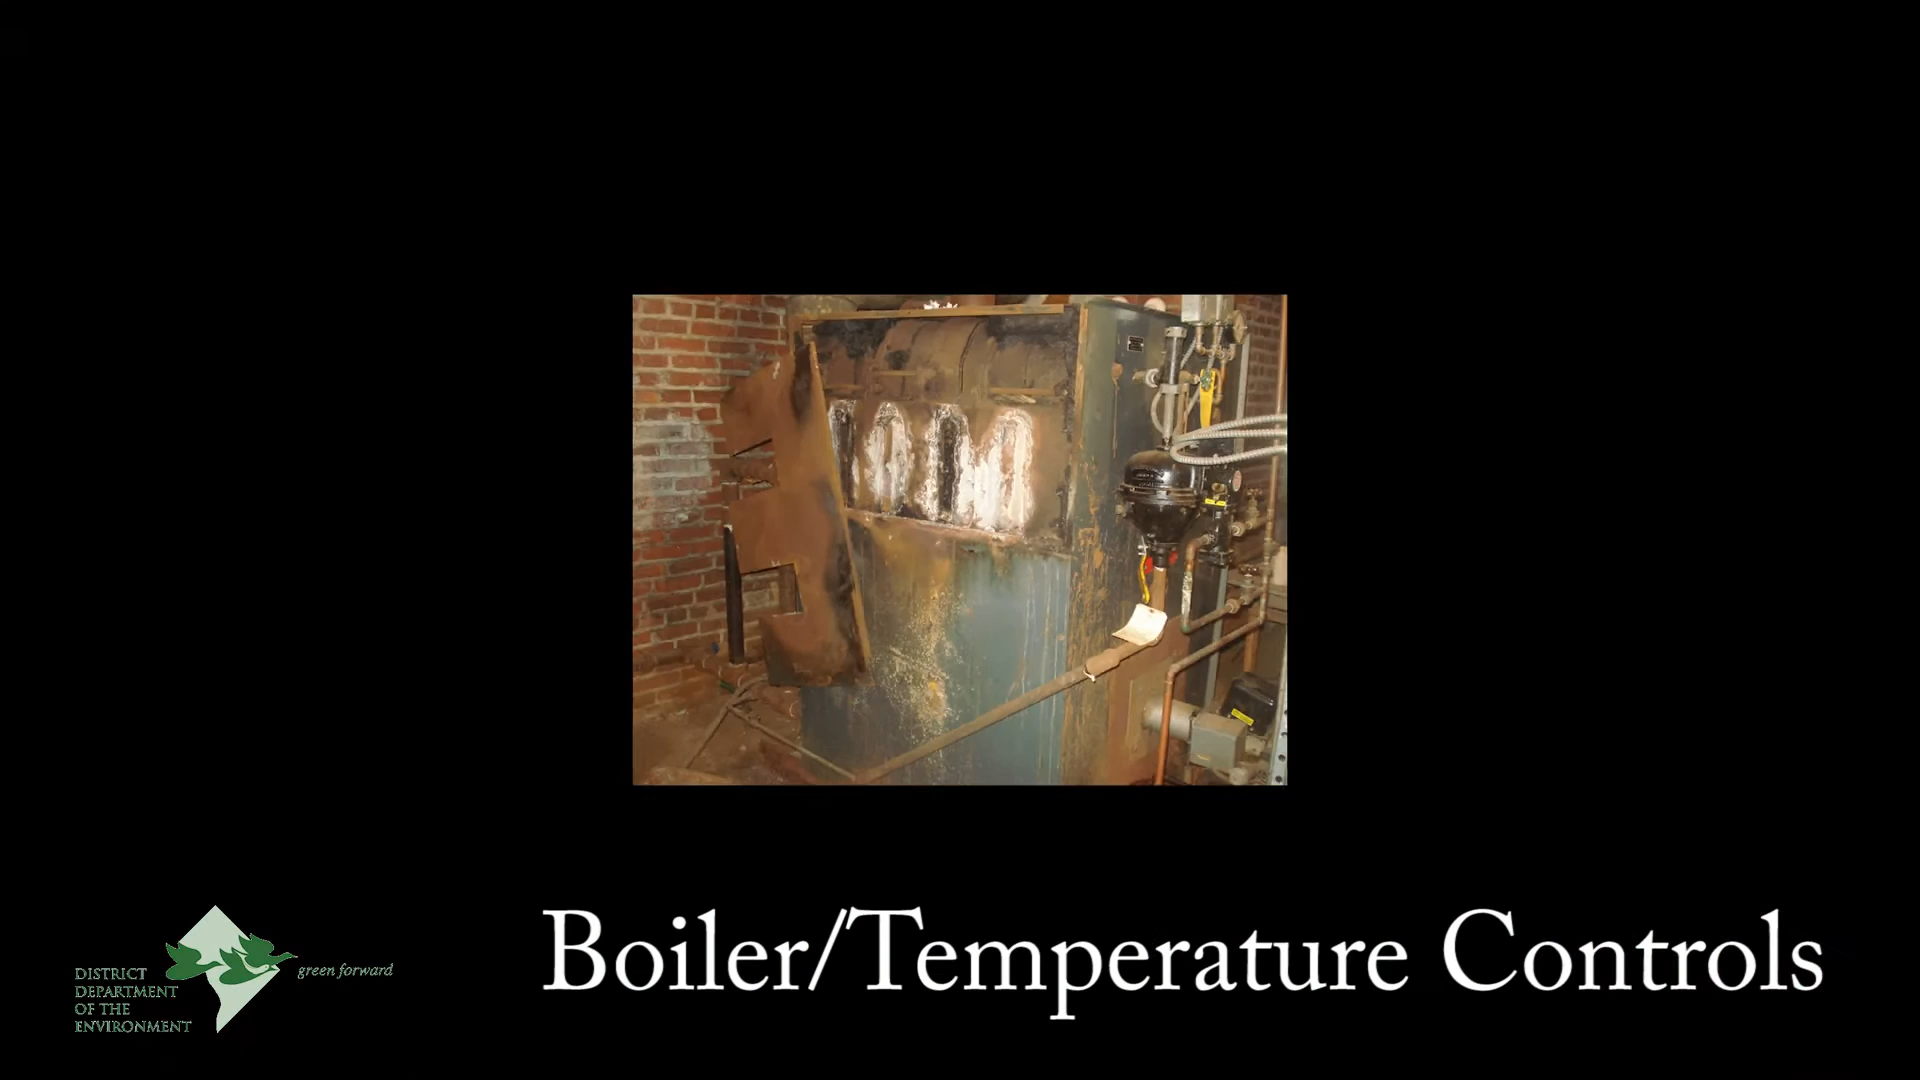 Boiler/Temperature Controls
DISTRICT
DEPARTMENT
OF THE
ENVIRONMENT
green forward